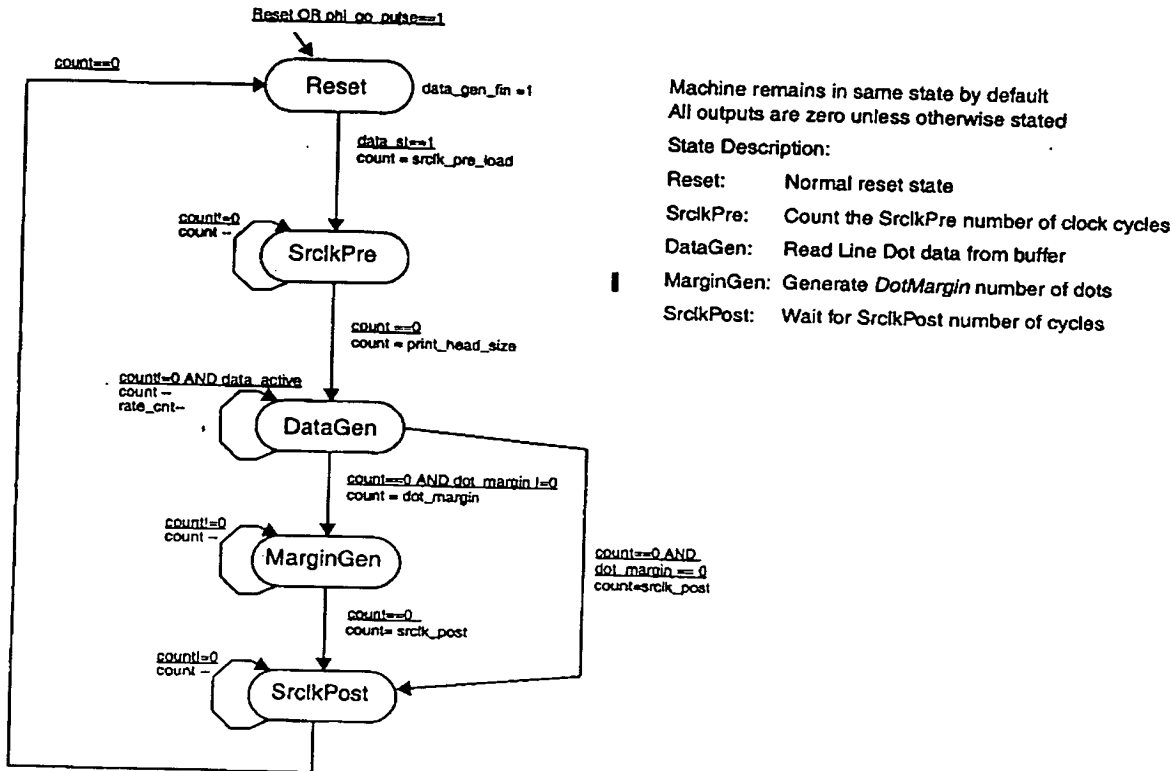 Reset OR phi_go_pulse==1
count==0
Reset
data_gen_fin =1
data_st==1
count = srclk_pre_load
count!=0
count --
SrclkPre
count ==0
count = print_head_size
count!=0 AND data_active
count --
rate_cnt--
DataGen
count==0 AND dot_margin !=0
count = dot_margin
count!=0
count --
MarginGen
count==0 AND
dot_margin == 0
count=srclk_post
count==0
count= srclk_post
count!=0
count --
SrclkPost
Machine remains in same state by default
All outputs are zero unless otherwise stated
State Description:
Reset: Normal reset state
SrclkPre: Count the SrclkPre number of clock cycles
DataGen: Read Line Dot data from buffer
MarginGen: Generate DotMargin number of dots
SrclkPost: Wait for SrclkPost number of cycles